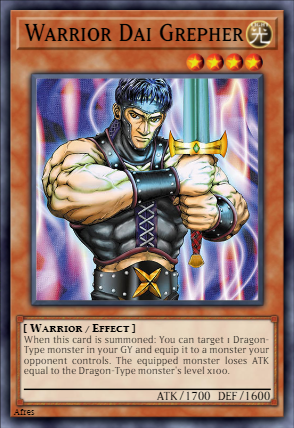 WARRIOR DAI GREPHER
光
[ WARRIOR / EFFECT ]
When this card is summoned: You can target 1 Dragon-
Type monster in your GY and equip it to a monster your
opponent controls. The equipped monster loses ATK
equal to the Dragon-Type monster's level x100.
ATK/1700 DEF/1600
Afres